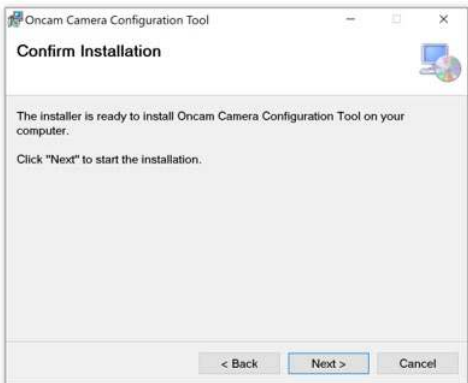 Oncam Camera Configuration Tool
Confirm Installation
The installer is ready to install Oncam Camera Configuration Tool on your
computer.
Click "Next" to start the installation.
< Back
Next >
Cancel